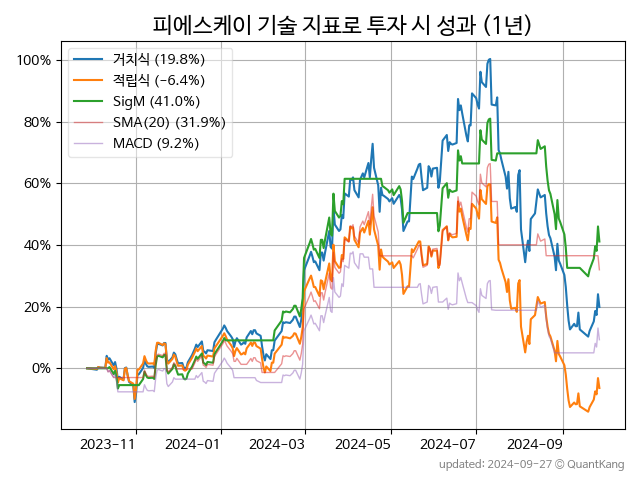 피에스케이 기술 지표로 투자 시 성과 (1년)
100%
80%
60%
40%
20%
0%
거치식 (19.8%)
적립식 (−6.4%)
SigM (41.0%)
SMA(20) (31.9%)
MACD (9.2%)
2023-11
2024-01
2024-03
2024-05
2024-07
2024-09
updated: 2024-09-27 © QuantKang